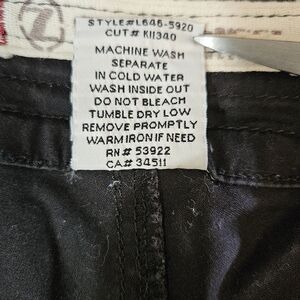 STYLE#L646-5920
CUT# K11340
MACHINE WASH
SEPARATE
IN COLD WATER
WASH INSIDE OUT
DO NOT BLEACH
TUMBLE DRY LOW
REMOVE PROMPTLY
WARM IRON IF NEED
RN# 53922
CA# 34511